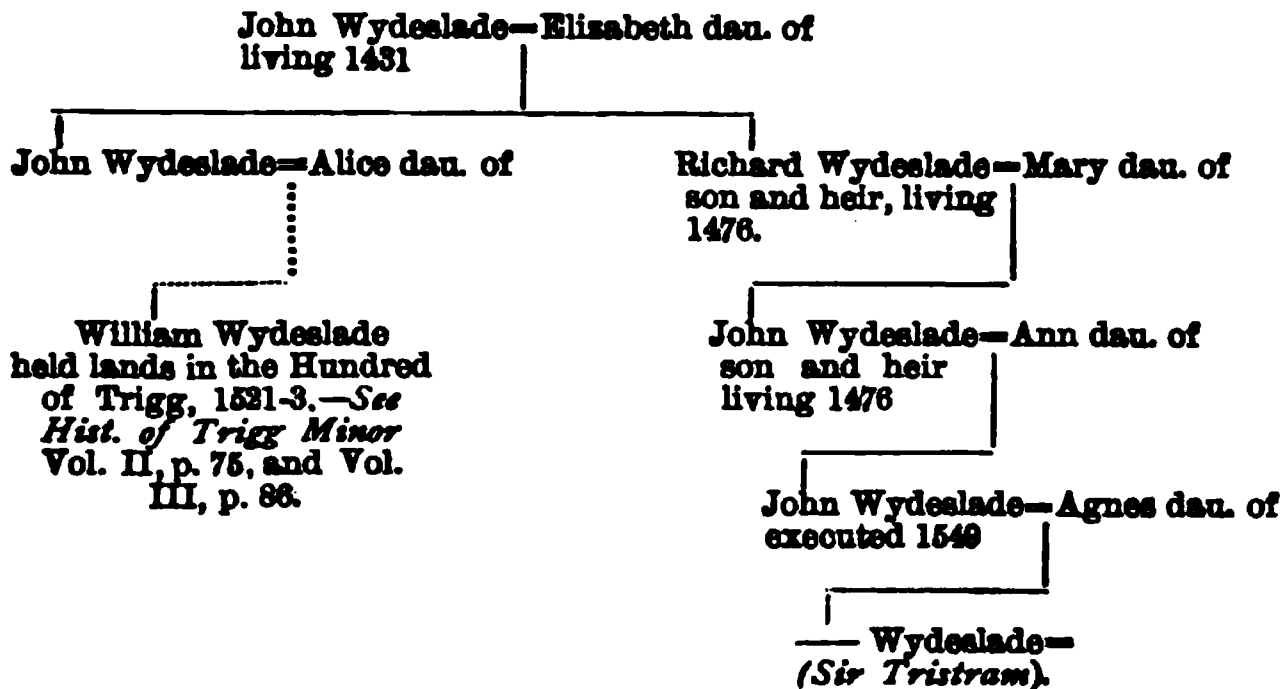 John Wydeslade=Elizabeth dau. of
living 1431
John Wydeslade=Alice dau. of
Richard Wydeslade=Mary dau. of
son and heir, living
1476.
William Wydeslade
held lands in the Hundred
of Trigg, 1521-3.—See
Hist. of Trigg Minor
Vol. II, p. 75, and Vol.
III, p. 86.
John Wydeslade=Ann dau. of
son and heir
living 1476
John Wydeslade=Agnes dau. of
executed 1549
—— Wydeslade=
(Sir Tristram).